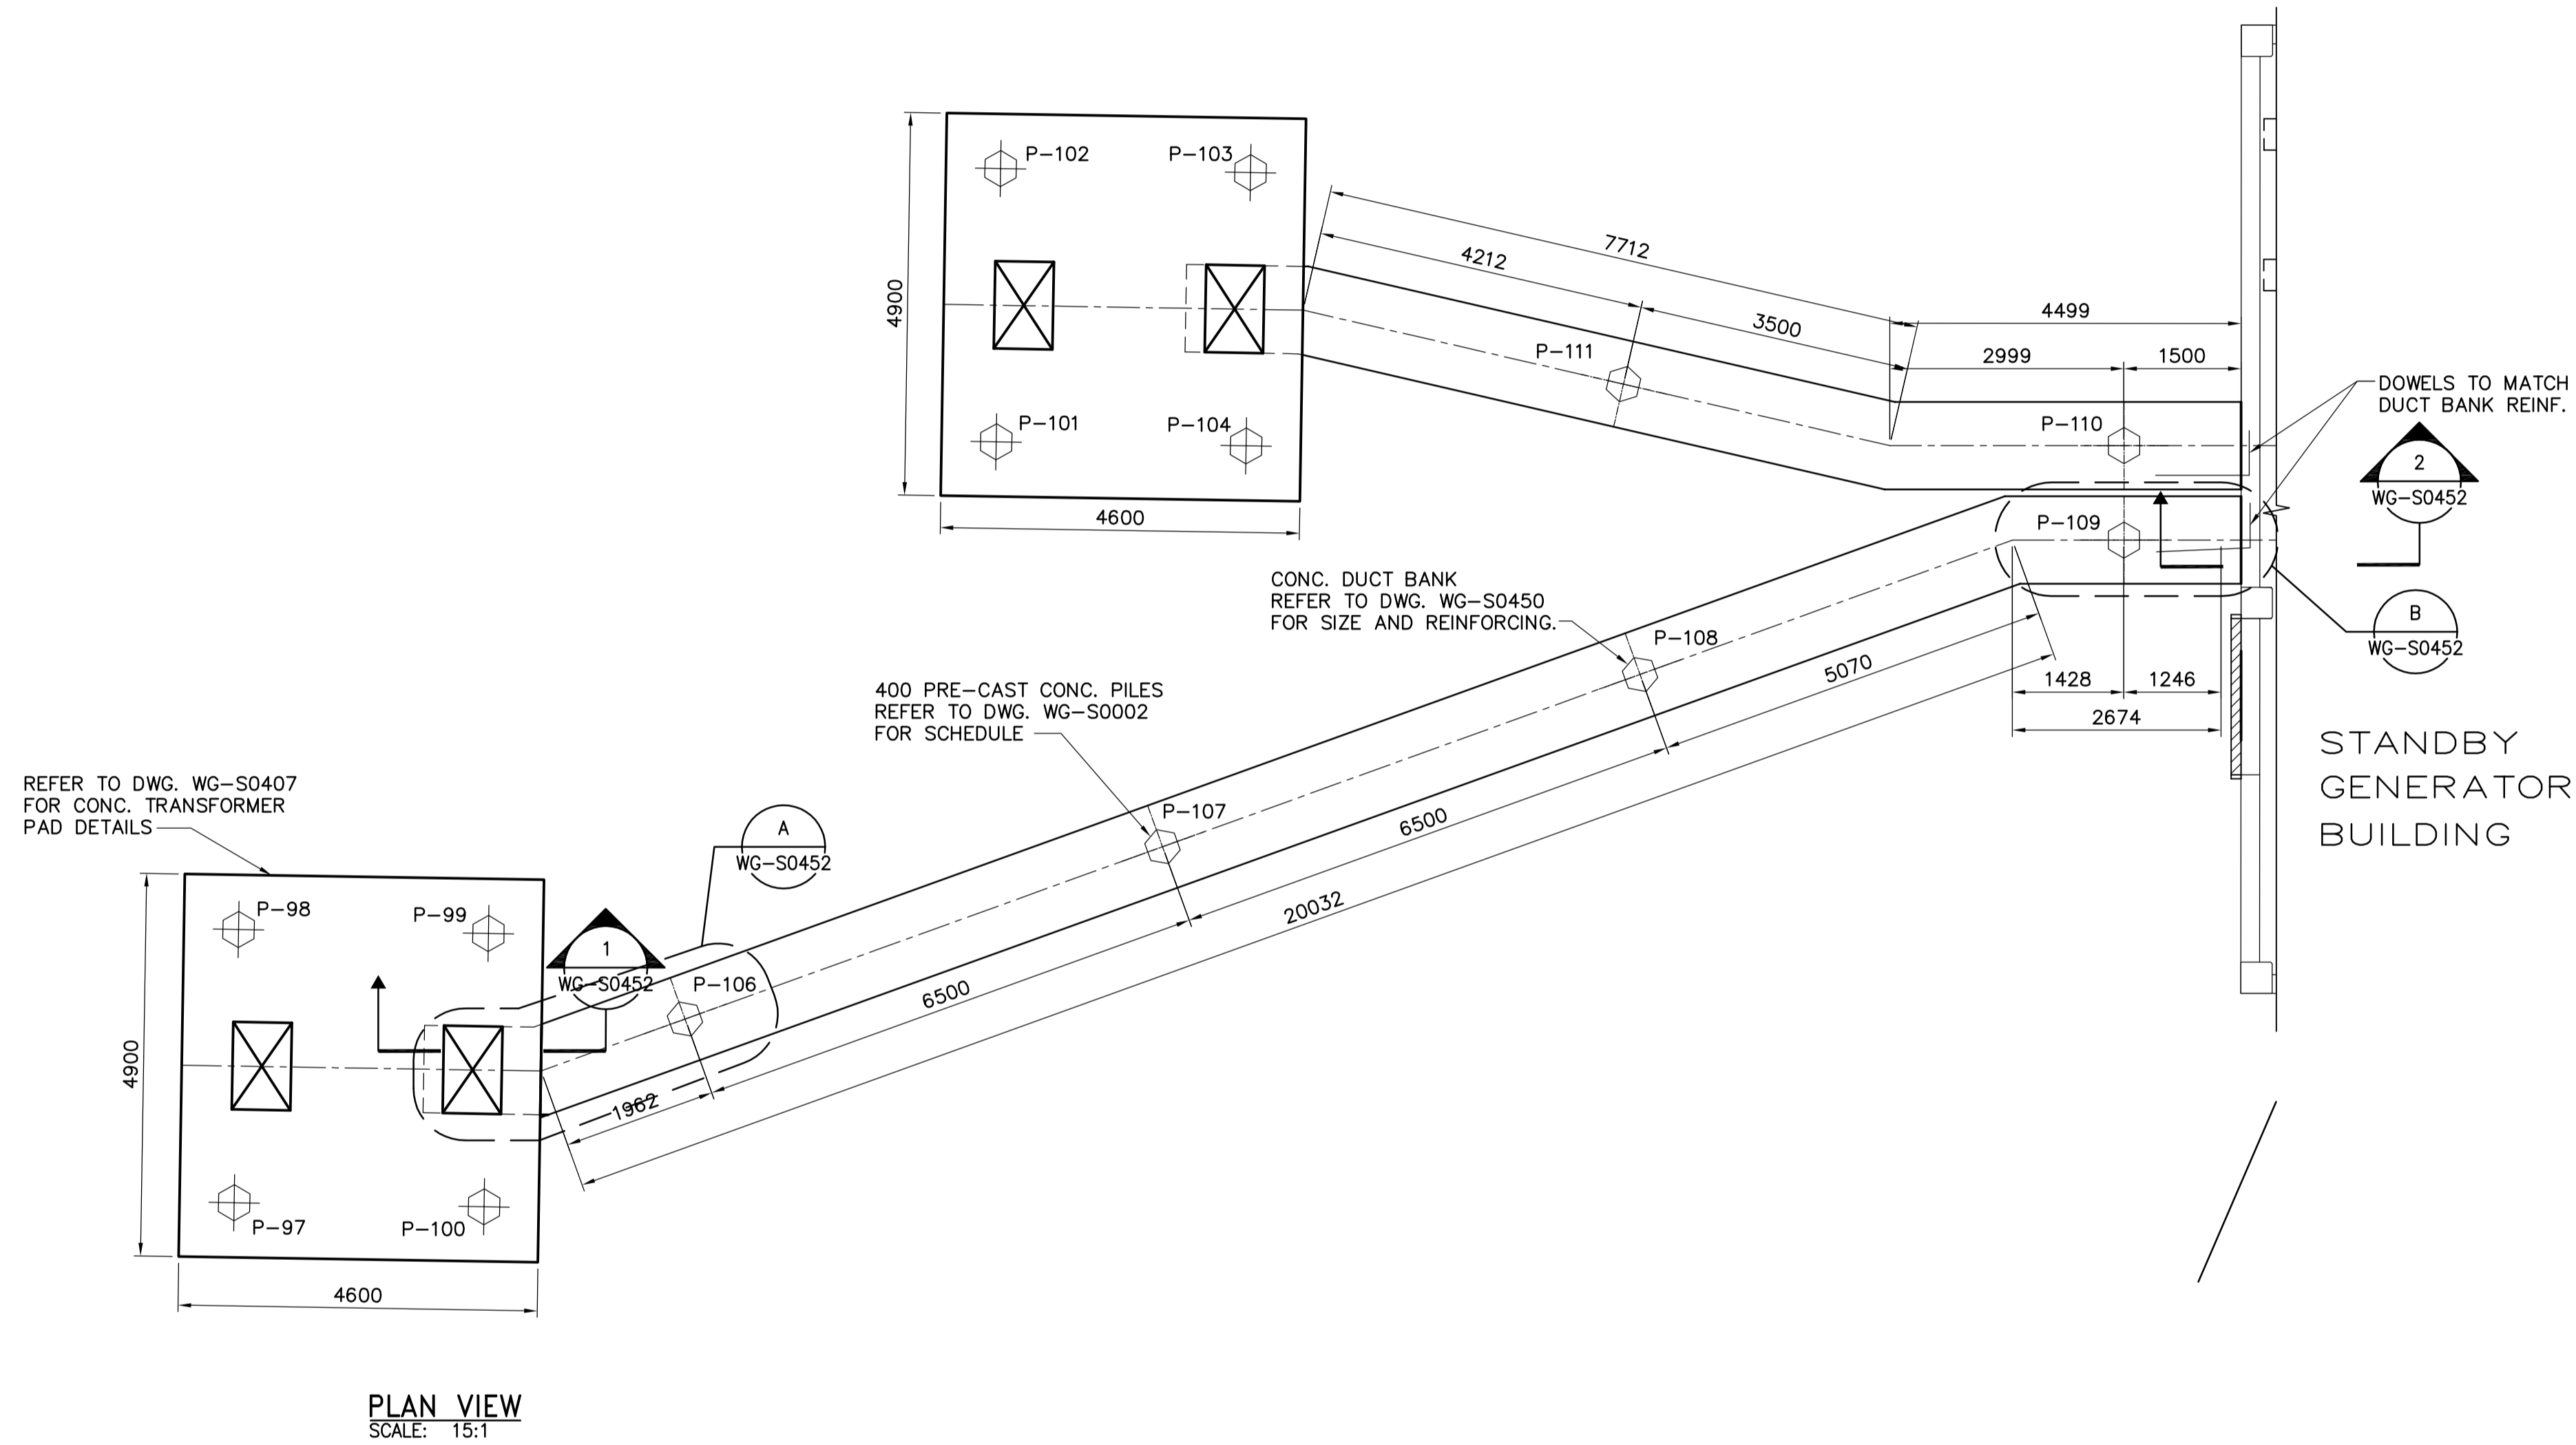 P-102
P-103
4900
P-101
P-104
4600
7712
4212
3500
P-111
4499
2999
1500
P-110
DOWELS TO MATCH
DUCT BANK REINF.
2
WG-S0452
P-109
B
WG-S0452
CONC. DUCT BANK
REFER TO DWG. WG-S0450
FOR SIZE AND REINFORCING.
P-108
5070
1428
1246
2674
STANDBY
GENERATOR
BUILDING
400 PRE-CAST CONC. PILES
REFER TO DWG. WG-S0002
FOR SCHEDULE
P-107
6500
20032
REFER TO DWG. WG-S0407
FOR CONC. TRANSFORMER
PAD DETAILS
A
WG-S0452
P-98
P-99
1
WG-S0452
P-106
6500
1962
4900
P-97
P-100
4600
PLAN VIEW
SCALE: 15:1